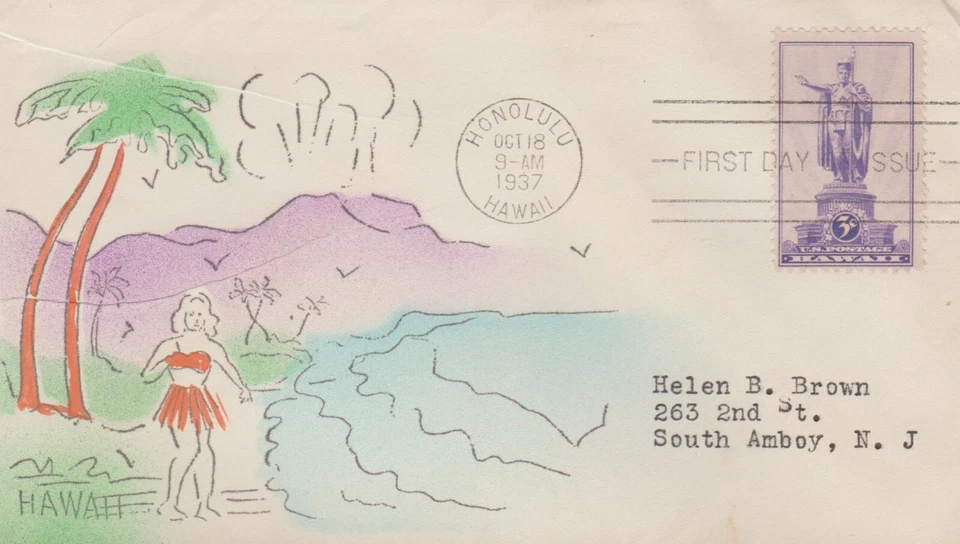 HONOLULU
OCT 18
9-AM
1937
HAWAII
FIRST DAY ISSUE
3¢
U.S. POSTAGE
HAWAII
Helen B. Brown
263 2nd St.
South Amboy, N. J
HAWAII